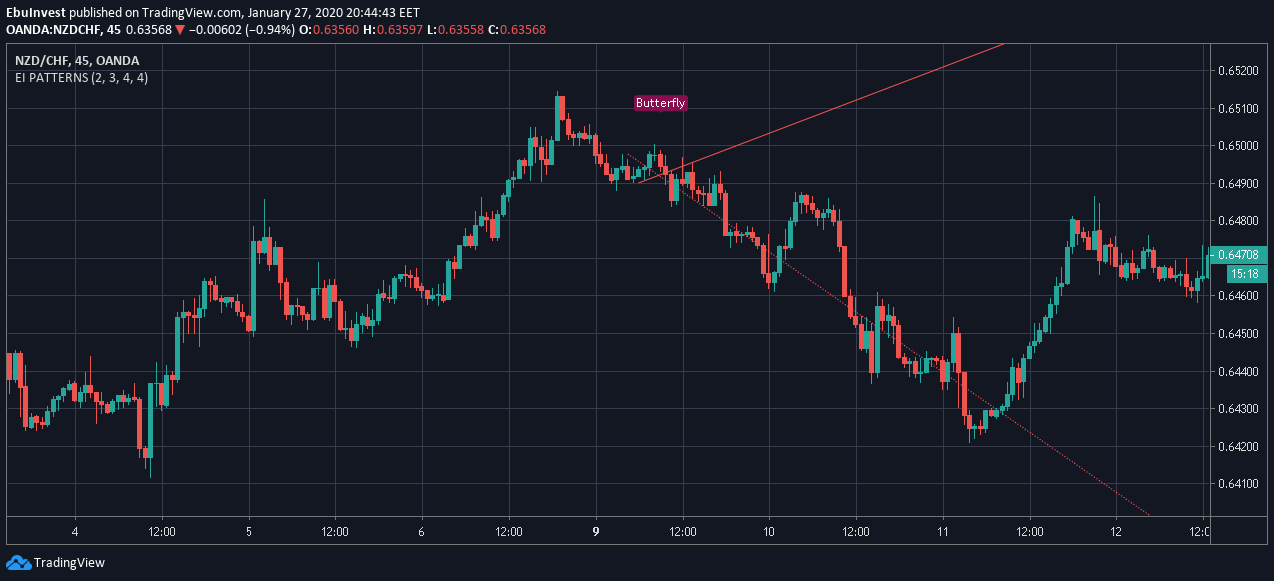 EbuInvest published on TradingView.com, January 27, 2020 20:44:43 EET
OANDA:NZDCHF, 45 0.63568 ▼ −0.00602 (−0.94%) O:0.63560 H:0.63597 L:0.63558 C:0.63568
NZD/CHF, 45, OANDA
EI PATTERNS (2, 3, 4, 4)
Butterfly
0.65200
0.65100
0.65000
0.64900
0.64800
0.64708
15:18
0.64600
0.64500
0.64400
0.64300
0.64200
0.64100
4 12:00 5 12:00 6 12:00 9 12:00 10 12:00 11 12:00 12 12:0
TradingView